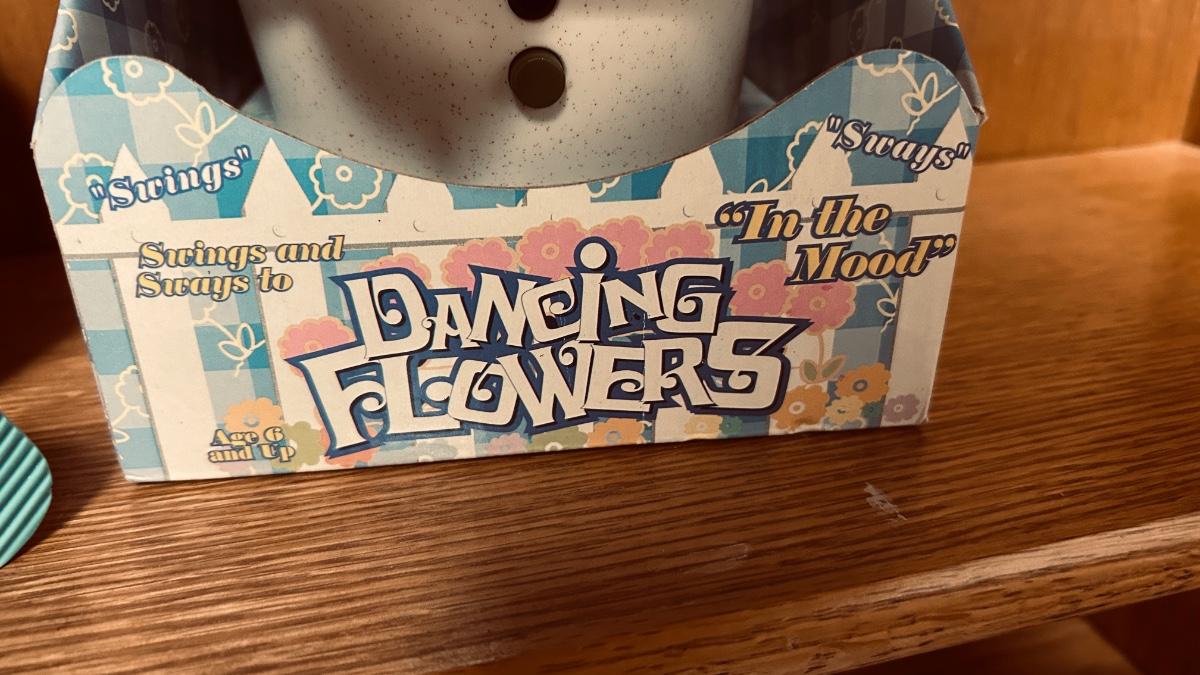 "Swings"
"Sways"
Swings and
Sways to
"In the
Mood"
DANCING
FLOWERS
Age 6
and Up